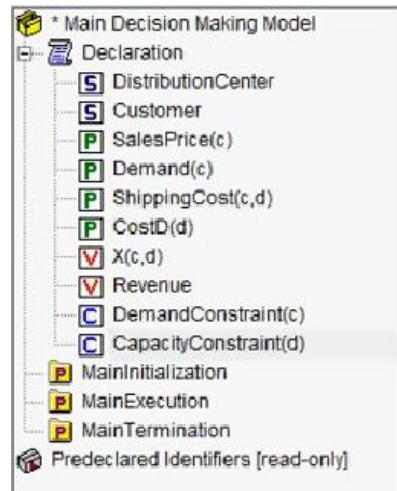 * Main Decision Making Model
Declaration
S DistributionCenter
S Customer
P SalesPrice(c)
P Demand(c)
P ShippingCost(c,d)
P CostD(d)
V X(c,d)
V Revenue
C DemandConstraint(c)
C CapacityConstraint(d)
P MainInitialization
P MainExecution
P MainTermination
Predeclared Identifiers [read-only]